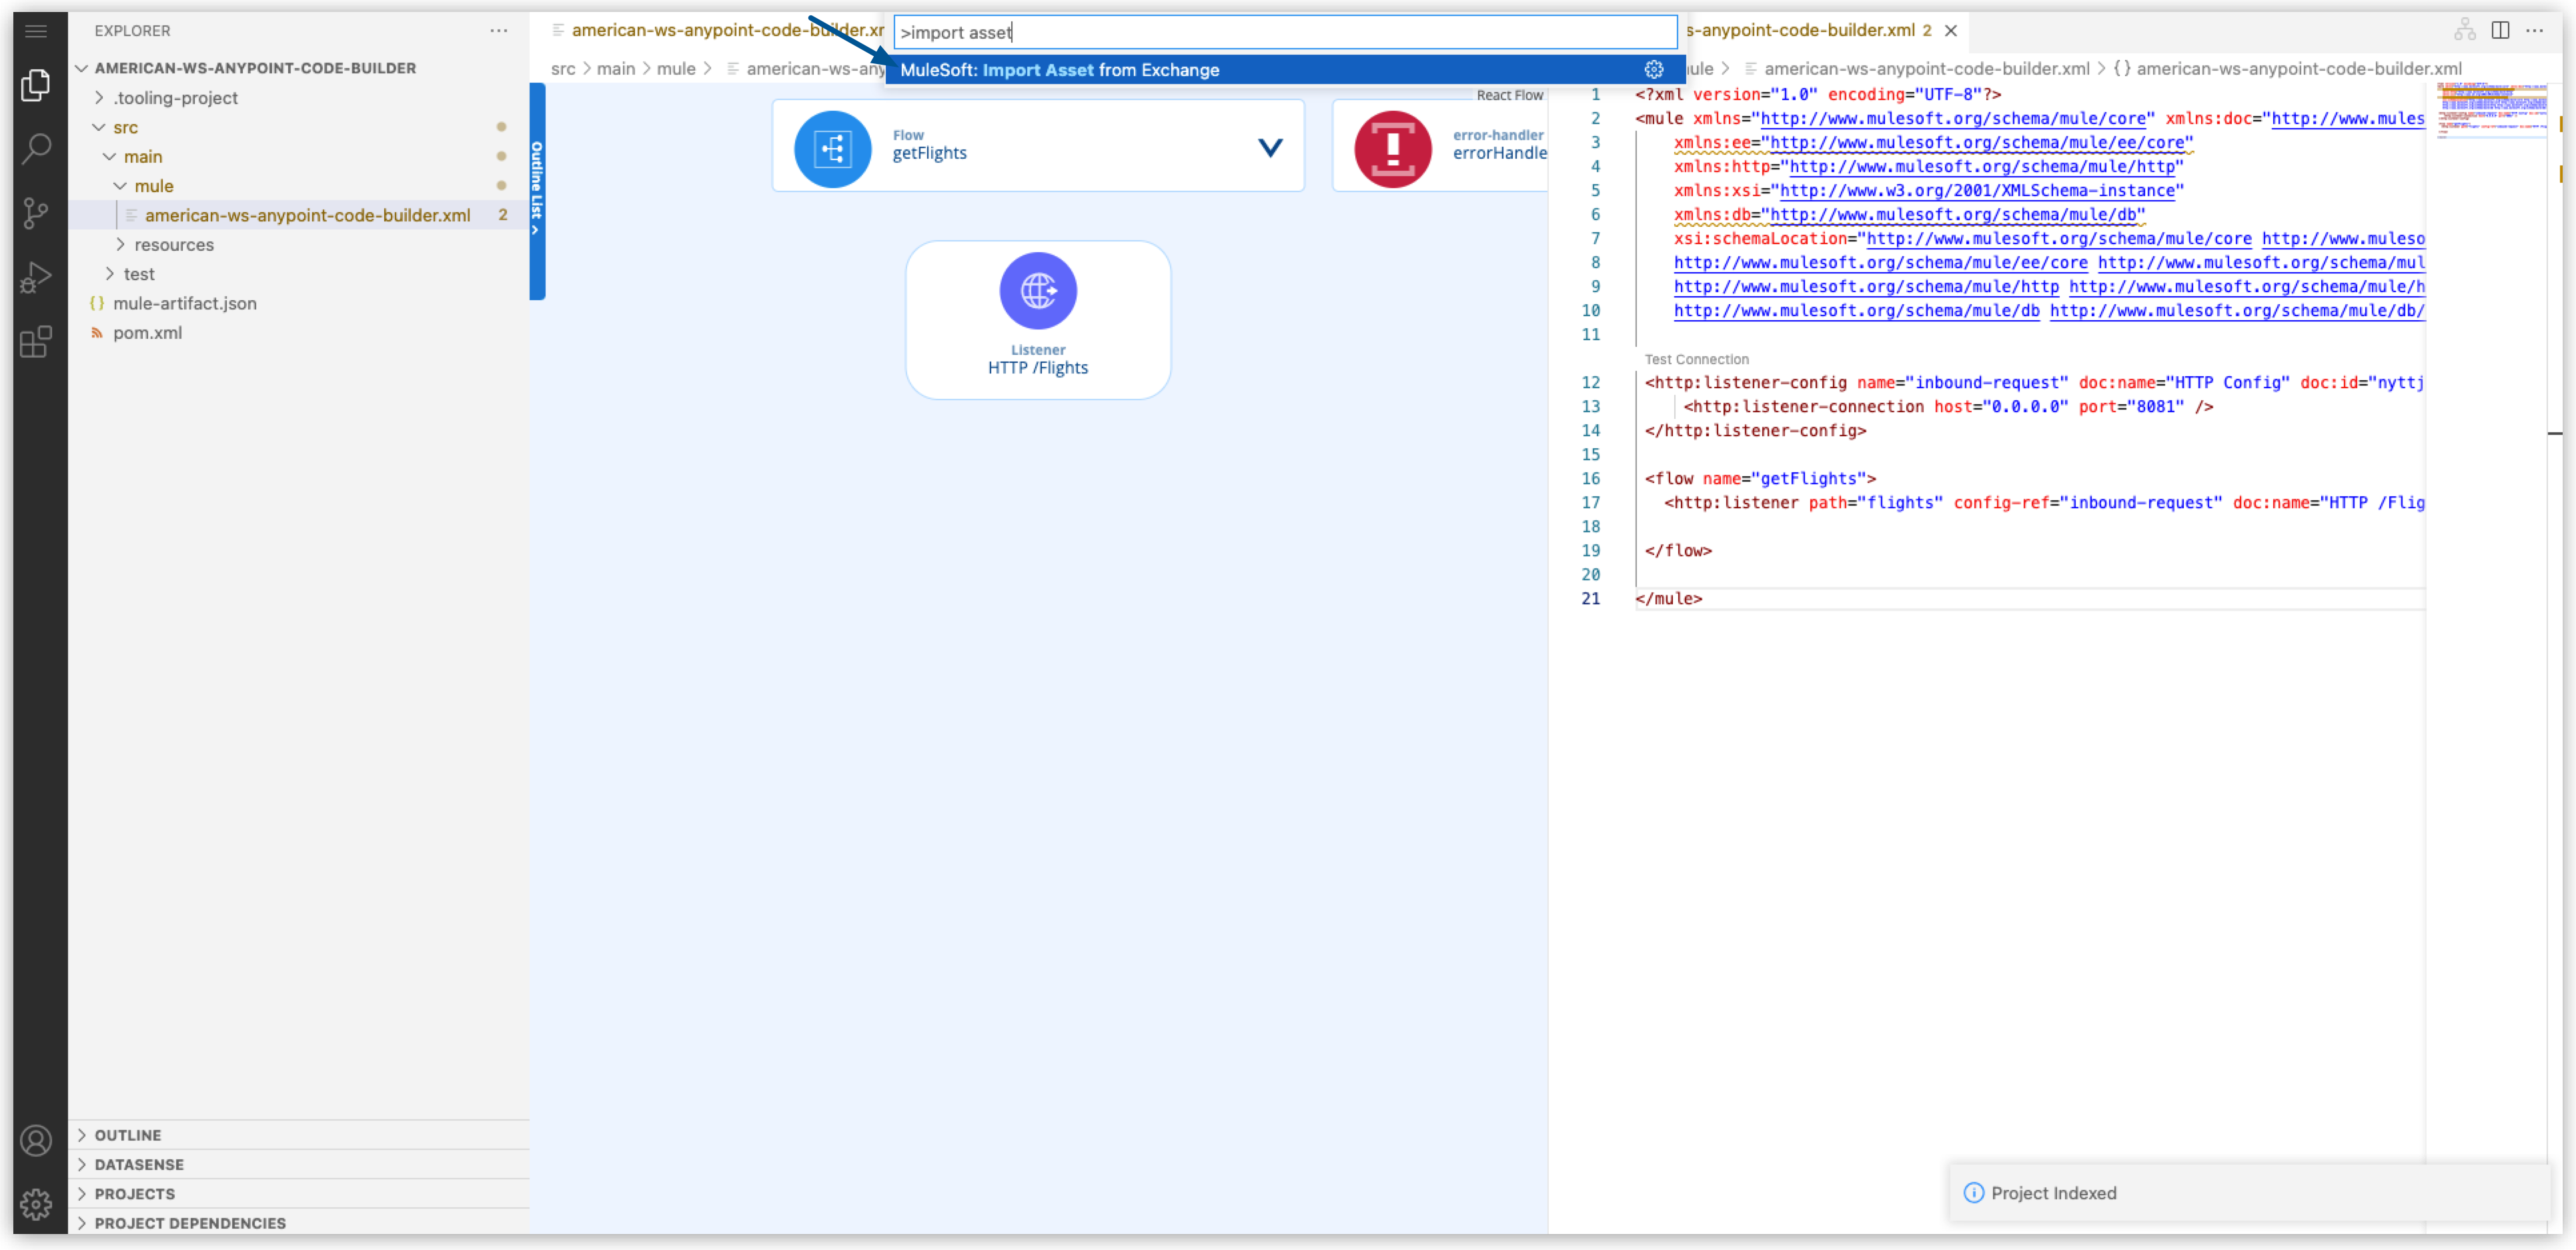 EXPLORER
AMERICAN-WS-ANYPOINT-CODE-BUILDER
.tooling-project
src
main
mule
american-ws-anypoint-code-builder.xml 2
resources
test
{} mule-artifact.json
pom.xml
OUTLINE
DATASENSE
PROJECTS
PROJECT DEPENDENCIES
american-ws-anypoint-code-builder.xm
>import asset
MuleSoft: Import Asset from Exchange
src > main > mule > american-ws-any
Outline List >
React Flow
Flow
getFlights
error-handler
errorHandle
Listener
HTTP /Flights
s-anypoint-code-builder.xml 2
ule > american-ws-anypoint-code-builder.xml > {} american-ws-anypoint-code-builder.xml
1 <?xml version="1.0" encoding="UTF-8"?>
2 <mule xmlns="http://www.mulesoft.org/schema/mule/core" xmlns:doc="http://www.mules
3 xmlns:ee="http://www.mulesoft.org/schema/mule/ee/core"
4 xmlns:http="http://www.mulesoft.org/schema/mule/http"
5 xmlns:xsi="http://www.w3.org/2001/XMLSchema-instance"
6 xmlns:db="http://www.mulesoft.org/schema/mule/db"
7 xsi:schemaLocation="http://www.mulesoft.org/schema/mule/core http://www.muleso
8 http://www.mulesoft.org/schema/mule/ee/core http://www.mulesoft.org/schema/mul
9 http://www.mulesoft.org/schema/mule/http http://www.mulesoft.org/schema/mule/h
10 http://www.mulesoft.org/schema/mule/db http://www.mulesoft.org/schema/mule/db/
11
Test Connection
12 <http:listener-config name="inbound-request" doc:name="HTTP Config" doc:id="nyttj
13 <http:listener-connection host="0.0.0.0" port="8081" />
14 </http:listener-config>
15
16 <flow name="getFlights">
17 <http:listener path="flights" config-ref="inbound-request" doc:name="HTTP /Flig
18
19 </flow>
20
21 </mule>
Project Indexed